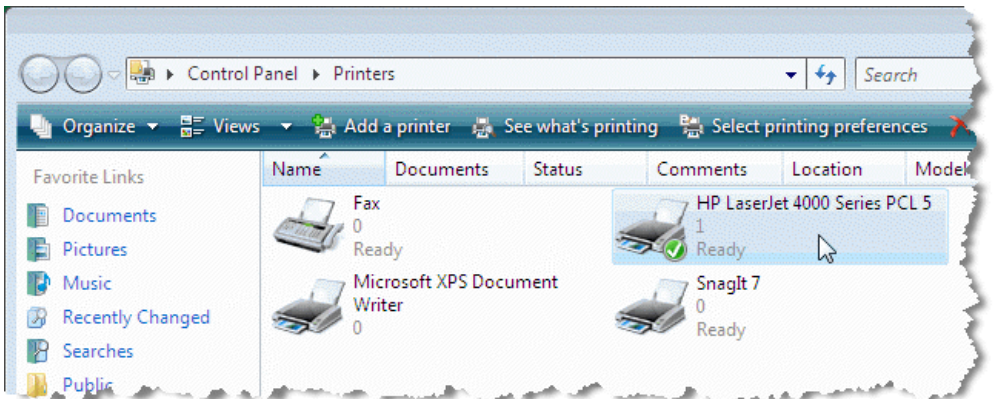 Control Panel Printers Search
Organize Views Add a printer See what's printing Select printing preferences
Favorite Links
Documents
Pictures
Music
Recently Changed
Searches
Public
Name Documents Status Comments Location Model
Fax
0
Ready
HP LaserJet 4000 Series PCL 5
1
Ready
Microsoft XPS Document
Writer
0
SnagIt 7
0
Ready